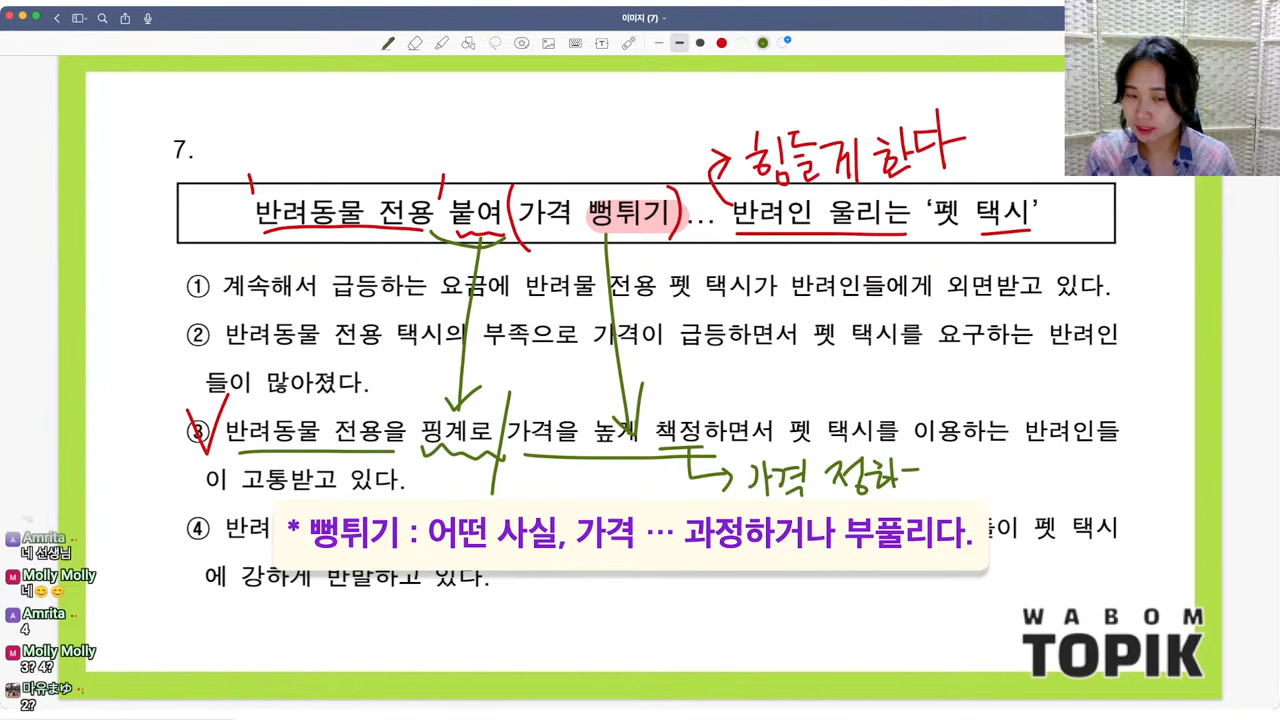 이미지 (7)
7.
힘들게 한다
반려동물 전용 붙여 가격 뻥튀기 … 반려인 울리는 ‘펫 택시’
① 계속해서 급등하는 요금에 반려물 전용 펫 택시가 반려인들에게 외면받고 있다.
② 반려동물 전용 택시의 부족으로 가격이 급등하면서 펫 택시를 요구하는 반려인
들이 많아졌다.
③ 반려동물 전용을 핑계로 가격을 높게 책정하면서 펫 택시를 이용하는 반려인들
이 고통받고 있다.
가격 정하
* 뻥튀기 : 어떤 사실, 가격 … 과정하거나 부풀리다.
④ 반려 들이 펫 택시
에 강하게 반발하고 있다.
Amrita
네 선생님
Molly Molly
네😊😊
Amrita
4
Molly Molly
3? 4?
마유まゆ
2?
WABOM
TOPIK